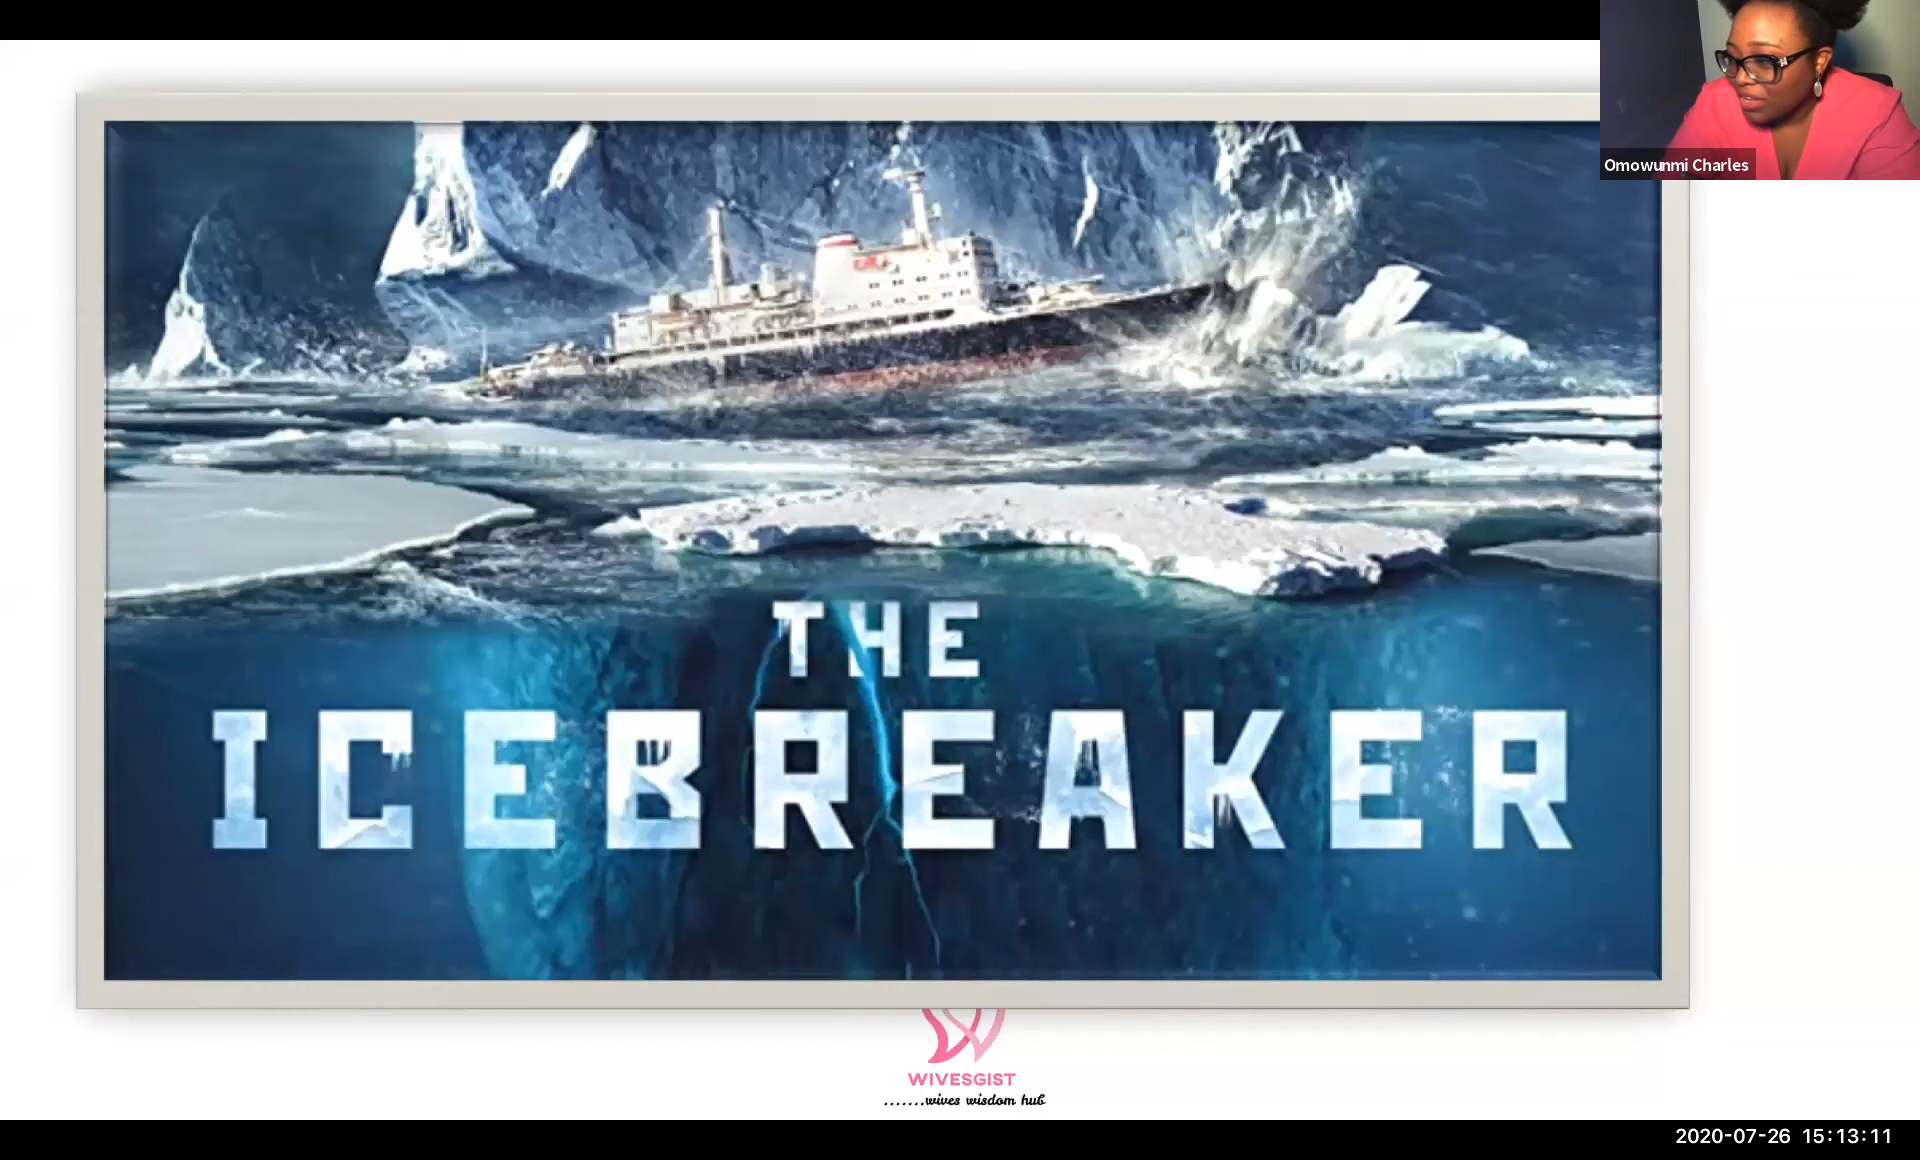 Omowunmi Charles
THE
ICEBREAKER
WIVESGIST
.......wives wisdom hub
2020-07-26 15:13:11